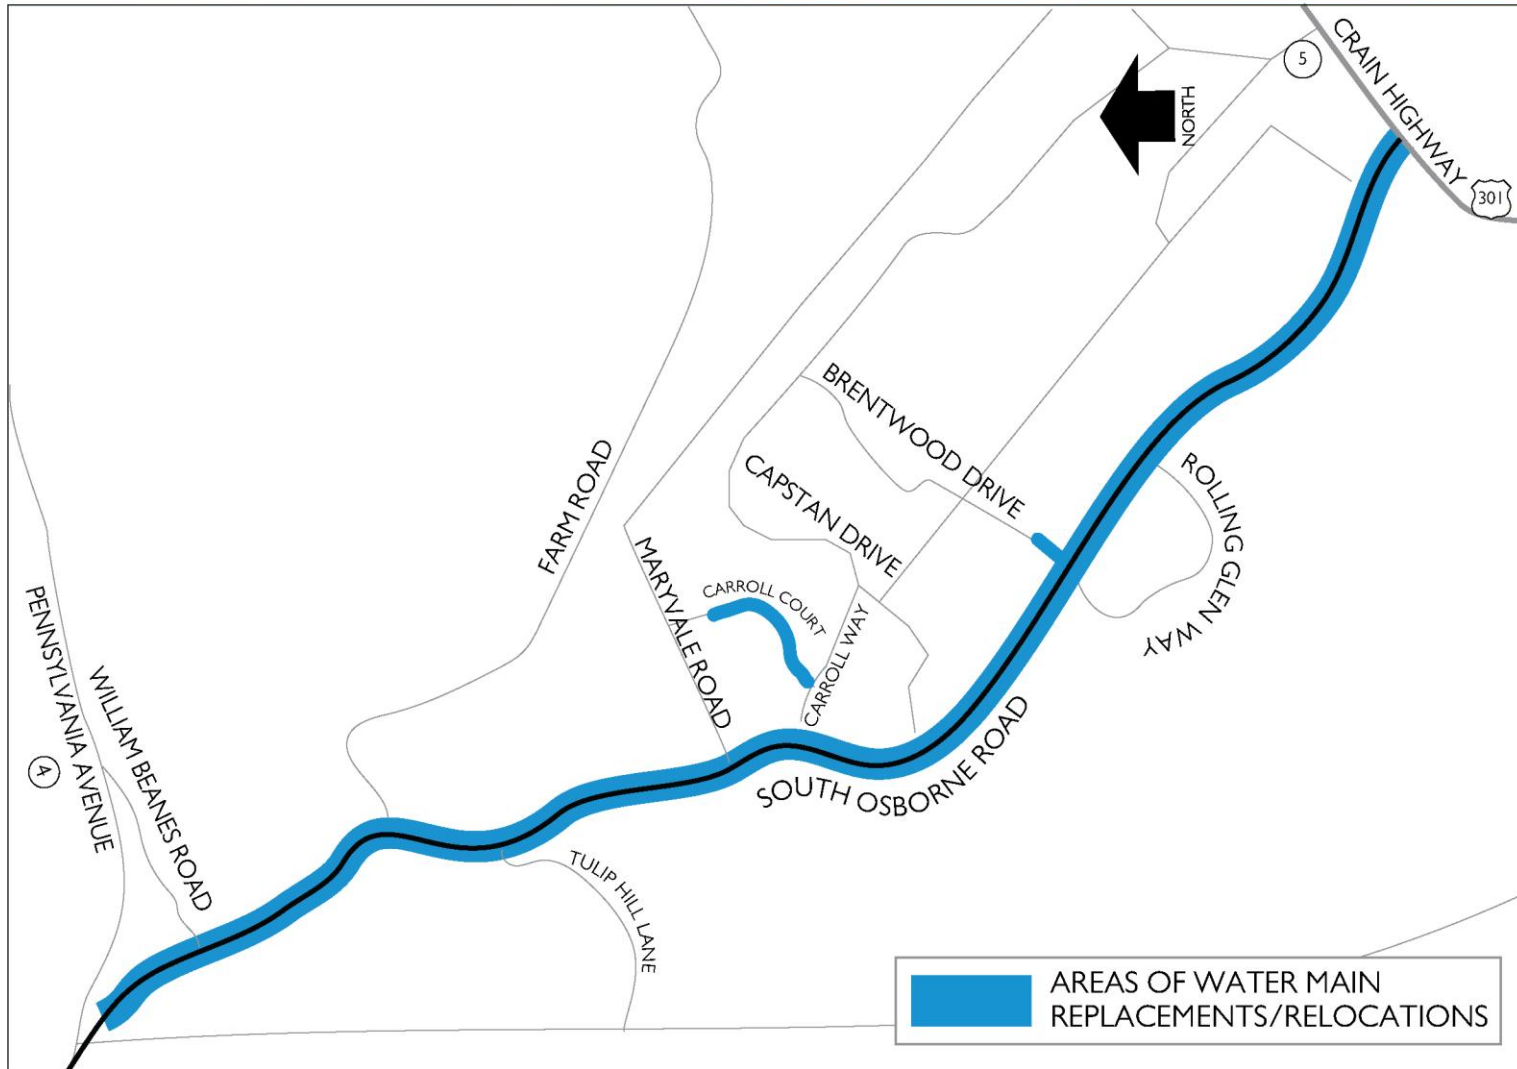 CRAIN HIGHWAY
5
NORTH
301
BRENTWOOD DRIVE
FARM ROAD
CAPSTAN DRIVE
ROLLING GLEN WAY
MARYVALE ROAD
CARROLL COURT
CARROLL WAY
PENNSYLVANIA AVENUE
WILLIAM BEANES ROAD
4
SOUTH OSBORNE ROAD
TULIP HILL LANE
AREAS OF WATER MAIN
REPLACEMENTS/RELOCATIONS